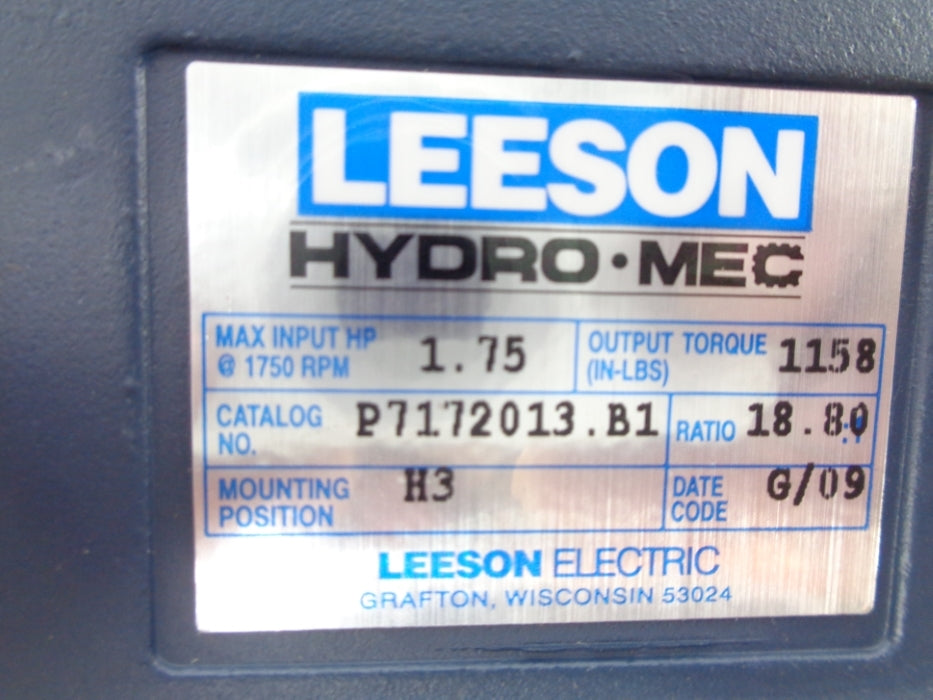 LEESON
HYDRO·MEC
MAX INPUT HP @ 1750 RPM 1.75 OUTPUT TORQUE (IN-LBS) 1158
CATALOG NO. P7172013.B1 RATIO 18.80 :1
MOUNTING POSITION H3 DATE CODE G/09
LEESON ELECTRIC
GRAFTON, WISCONSIN 53024